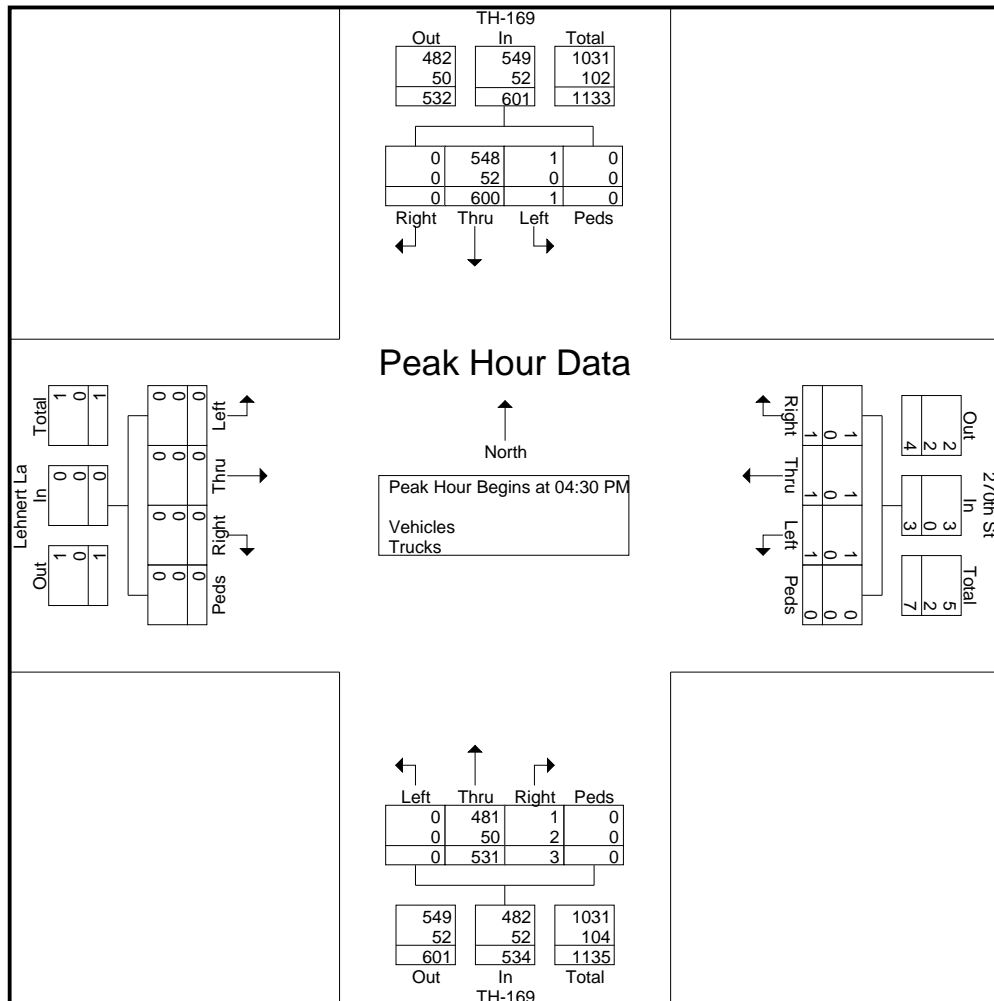 TH-169
Out In Total
482 549 1031
50 52 102
532 601 1133
0 548 1 0
0 52 0 0
0 600 1 0
Right Thru Left Peds
Peak Hour Data
North
Peak Hour Begins at 04:30 PM
Vehicles
Trucks
Lehnert La
Total
1 0 1
In
0 0 0
Out
1 0 1
Left
0 0 0
Thru
0 0 0
Right
0 0 0
Peds
0 0 0
270th St
Out
2 2 4
In
3 0 3
Total
5 2 7
Right
1 0 1
Thru
1 0 1
Left
1 0 1
Peds
0 0 0
Left Thru Right Peds
0 481 1 0
0 50 2 0
0 531 3 0
549 482 1031
52 52 104
601 534 1135
Out In Total
TH-169